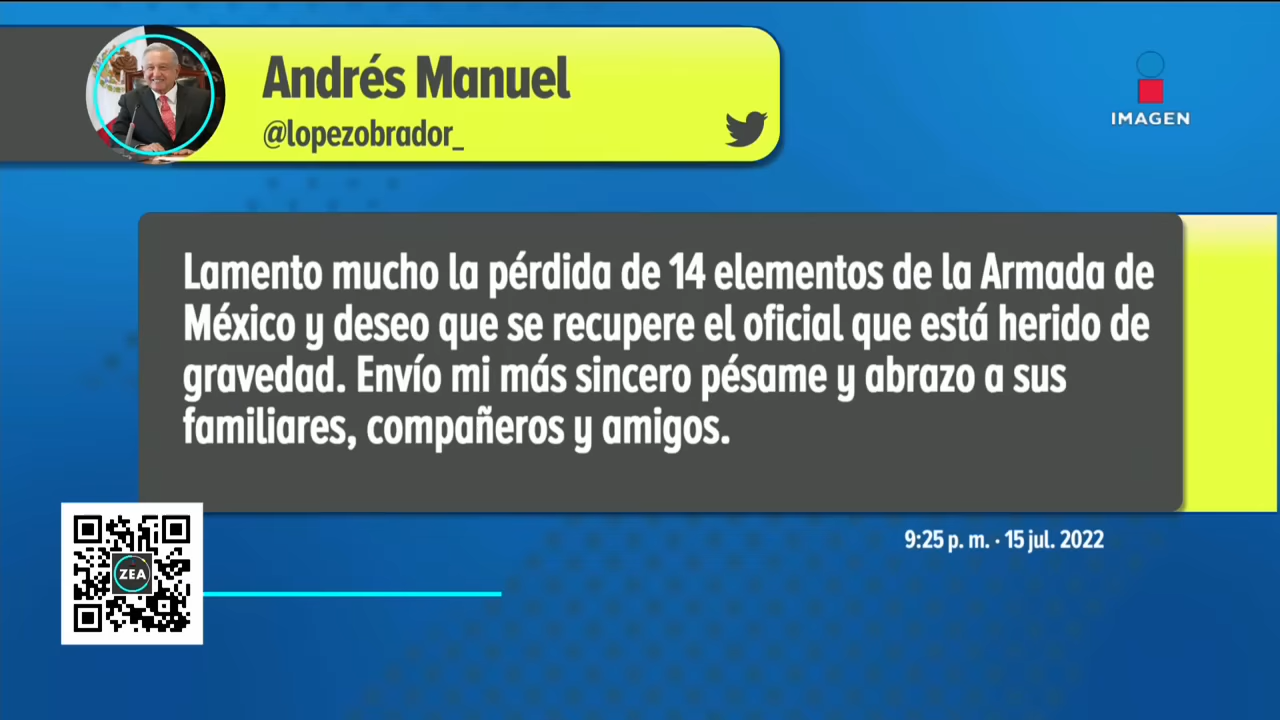 Andrés Manuel
@lopezobrador_
IMAGEN
Lamento mucho la pérdida de 14 elementos de la Armada de
México y deseo que se recupere el oficial que está herido de
gravedad. Envío mi más sincero pésame y abrazo a sus
familiares, compañeros y amigos.
9:25 p. m. · 15 jul. 2022
ZEA